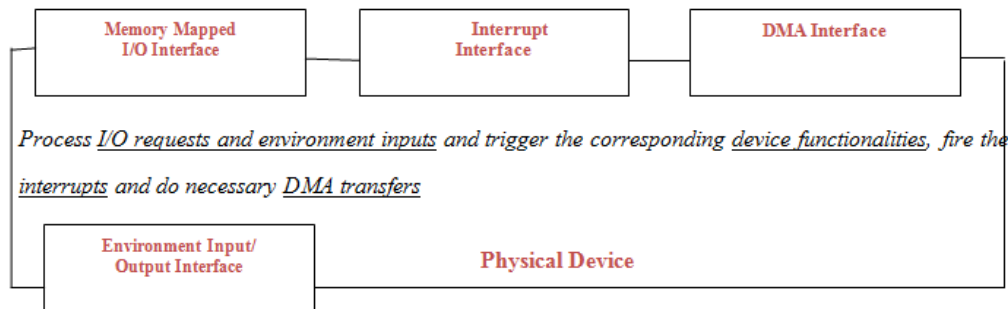 Memory Mapped
I/O Interface
Interrupt
Interface
DMA Interface
Process I/O requests and environment inputs and trigger the corresponding device functionalities, fire the
interrupts and do necessary DMA transfers
Environment Input/
Output Interface
Physical Device